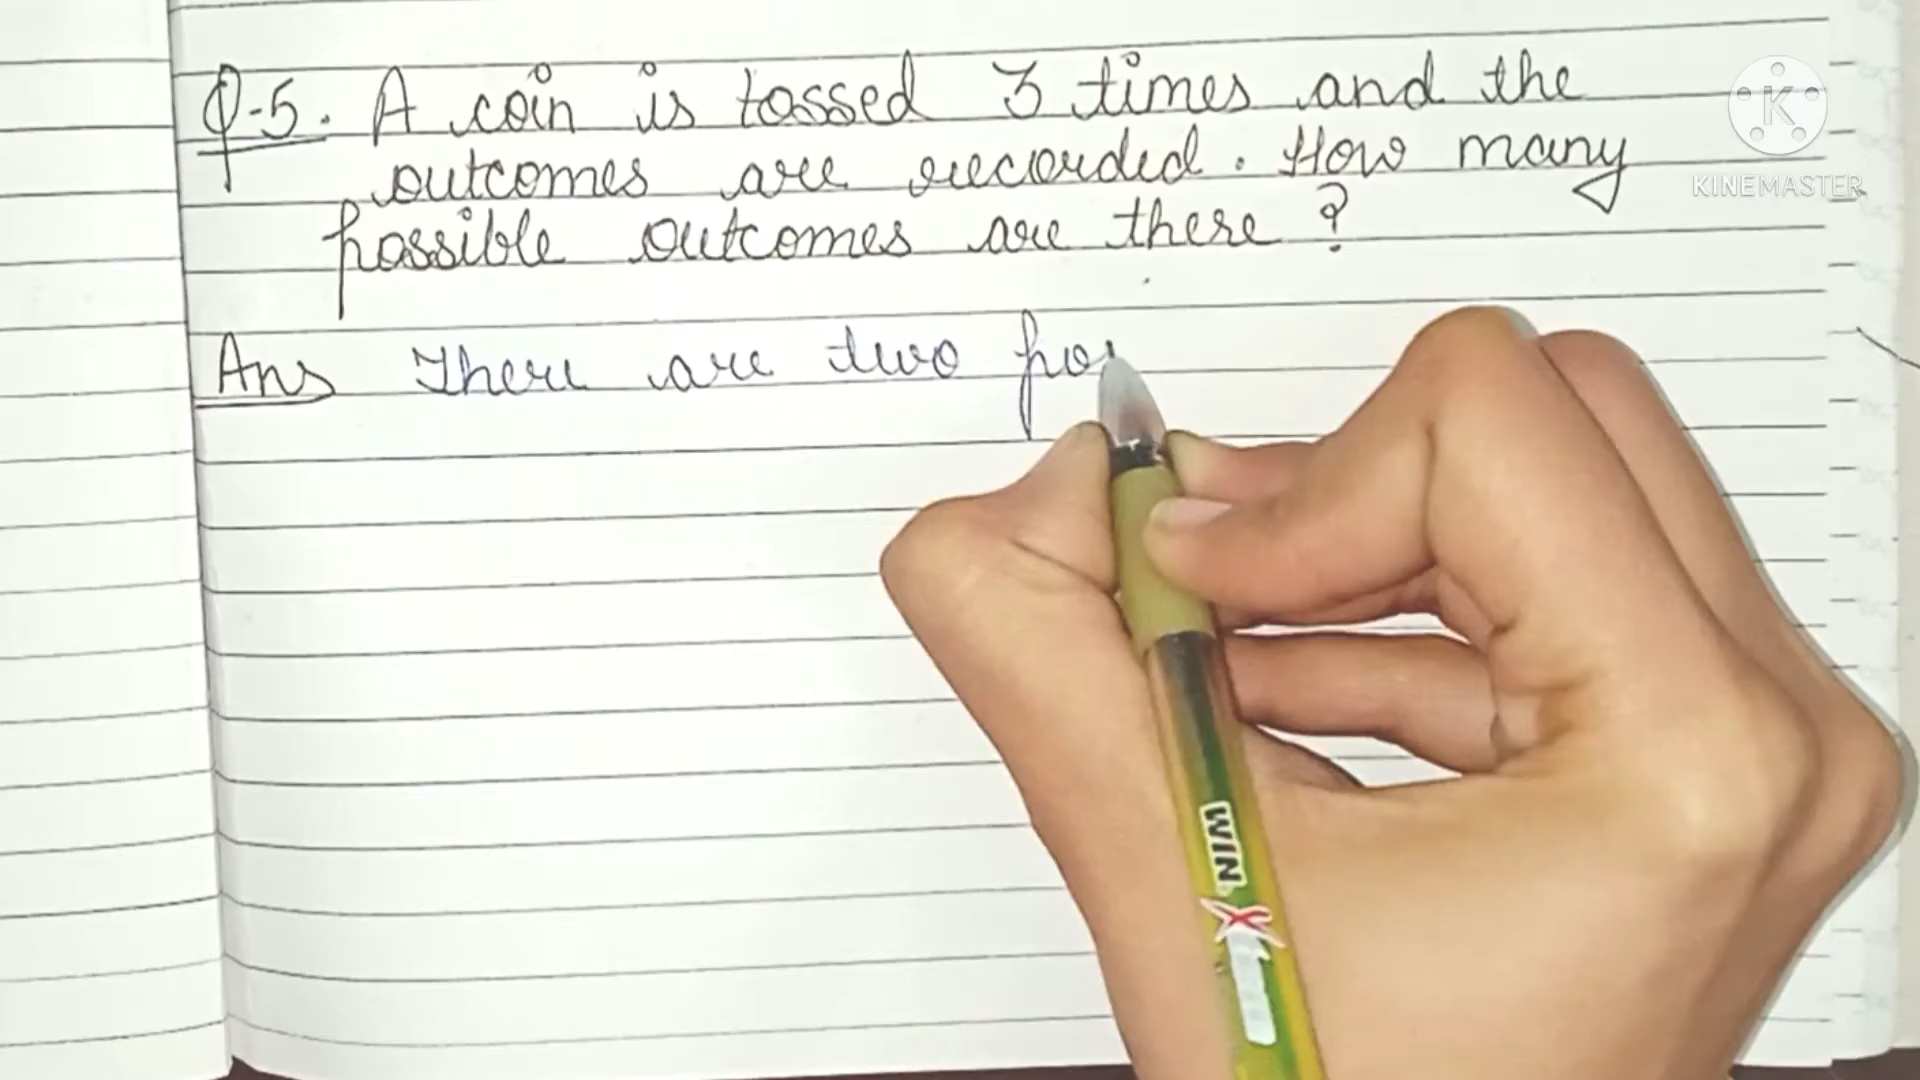 Q-5. A coin is tossed 3 times and the
outcomes are recorded. How many
possible outcomes are there?
Ans There are two pos
KINEMASTER
WIN X